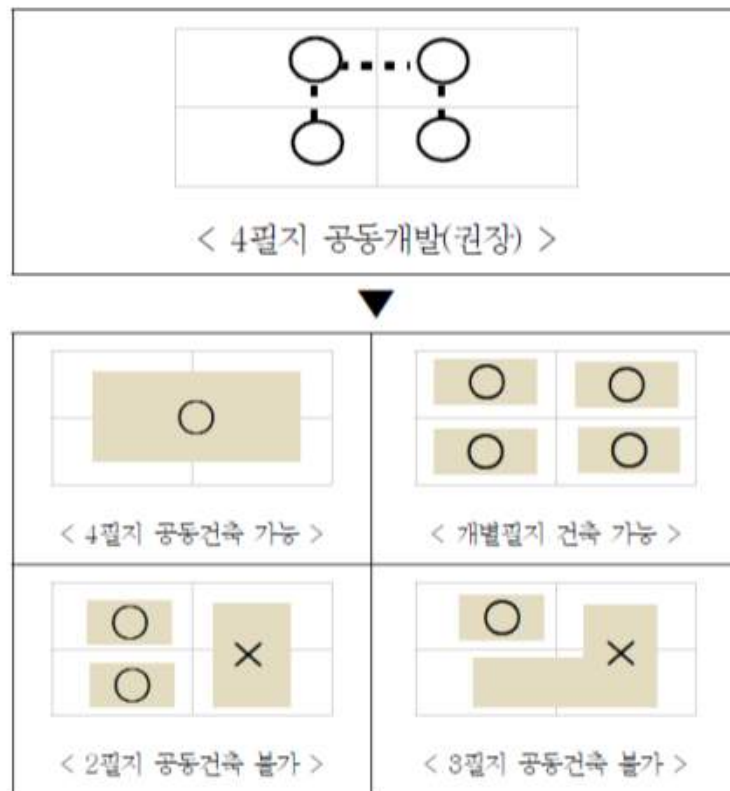 < 4필지 공동개발(권장) >
< 4필지 공동건축 가능 >
< 개별필지 건축 가능 >
< 2필지 공동건축 불가 >
< 3필지 공동건축 불가 >